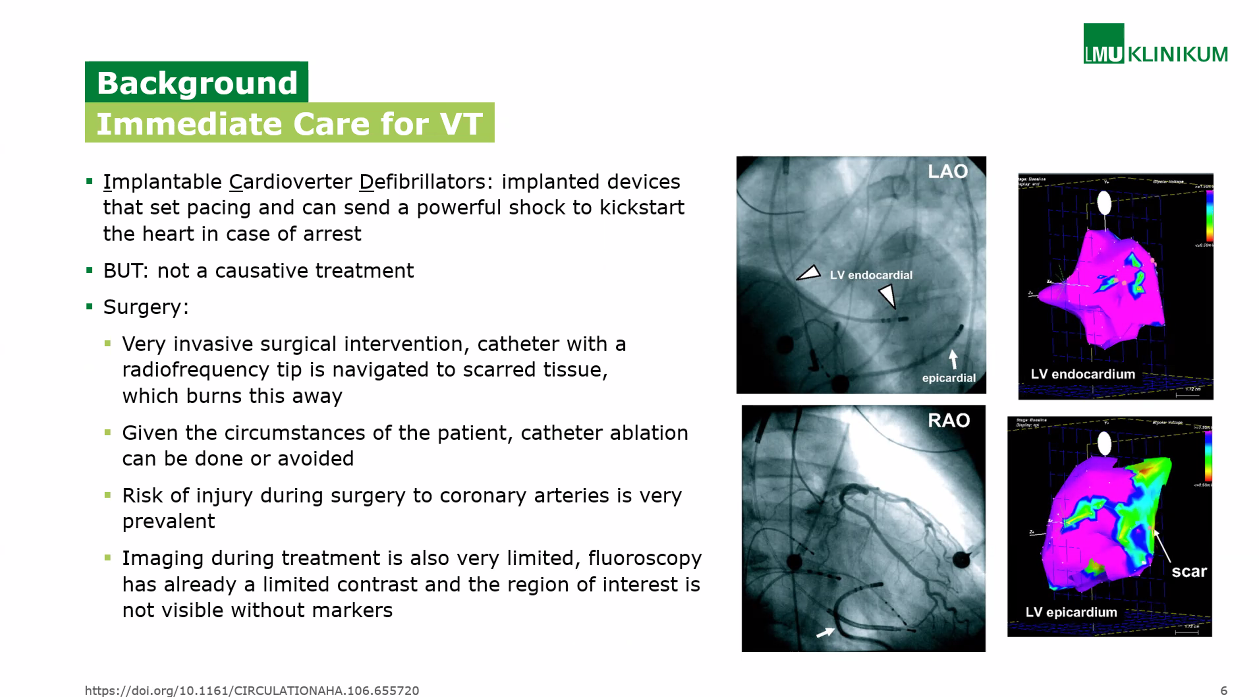 LMU KLINIKUM
Background
Immediate Care for VT
Implantable Cardioverter Defibrillators: implanted devices
that set pacing and can send a powerful shock to kickstart
the heart in case of arrest
BUT: not a causative treatment
Surgery:
Very invasive surgical intervention, catheter with a
radiofrequency tip is navigated to scarred tissue,
which burns this away
Given the circumstances of the patient, catheter ablation
can be done or avoided
Risk of injury during surgery to coronary arteries is very
prevalent
Imaging during treatment is also very limited, fluoroscopy
has already a limited contrast and the region of interest is
not visible without markers
LAO
LV endocardial
epicardial
RAO
Bipolar Voltage
LV endocardium
Bipolar Voltage
scar
LV epicardium
https://doi.org/10.1161/CIRCULATIONAHA.106.655720
6